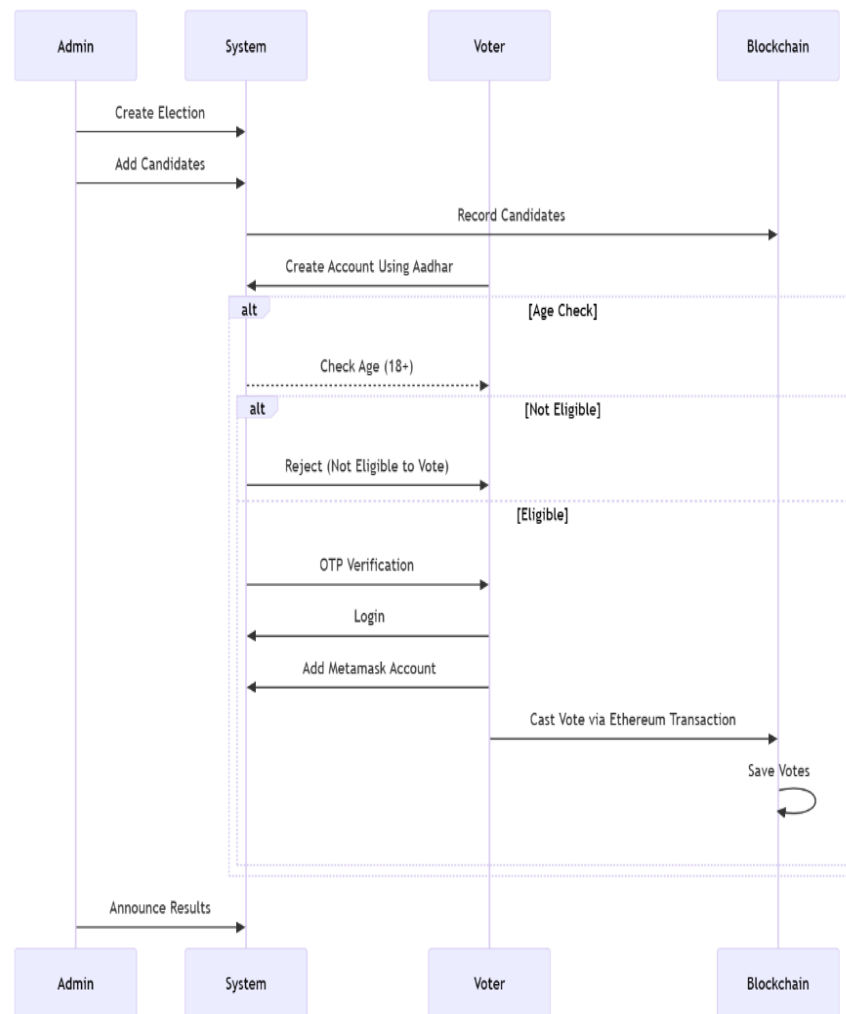 Admin
System
Voter
Blockchain
Create Election
Add Candidates
Record Candidates
Create Account Using Aadhar
alt
[Age Check]
Check Age (18+)
alt
[Not Eligible]
Reject (Not Eligible to Vote)
[Eligible]
OTP Verification
Login
Add Metamask Account
Cast Vote via Ethereum Transaction
Save Votes
Announce Results
Admin
System
Voter
Blockchain